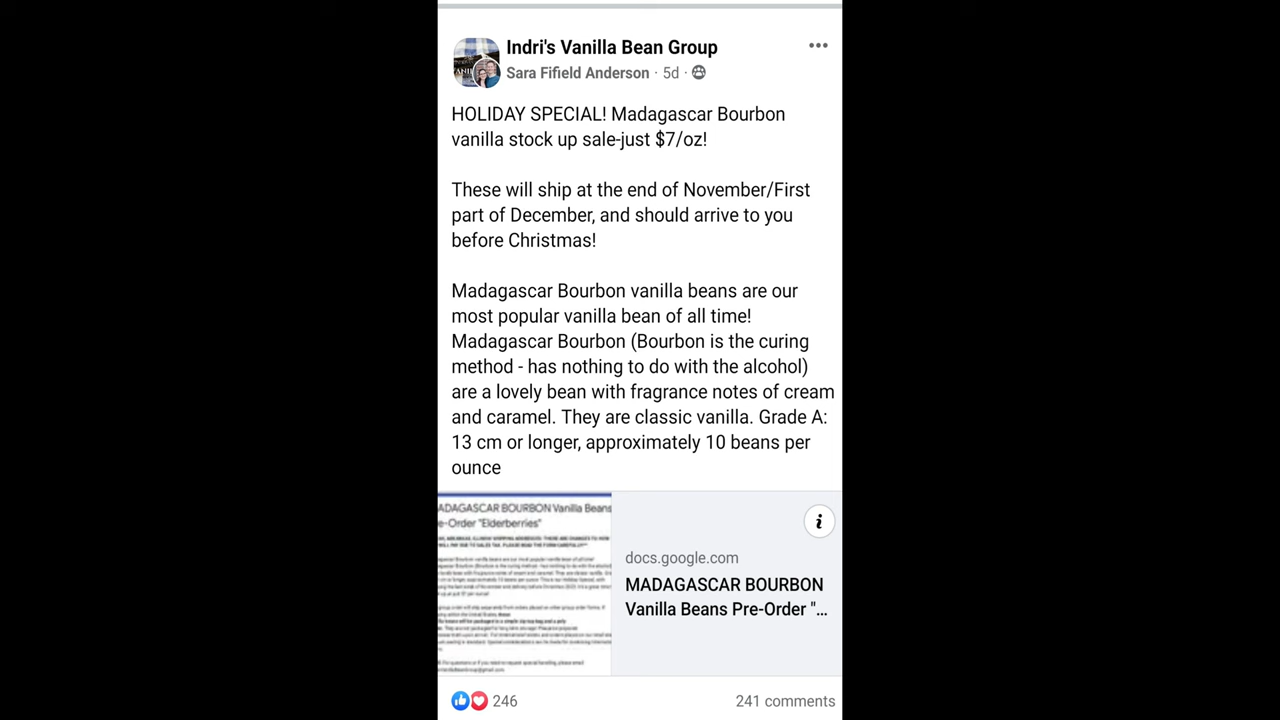 Indri's Vanilla Bean Group
Sara Fifield Anderson · 5d ·
HOLIDAY SPECIAL! Madagascar Bourbon
vanilla stock up sale-just $7/oz!
These will ship at the end of November/First
part of December, and should arrive to you
before Christmas!
Madagascar Bourbon vanilla beans are our
most popular vanilla bean of all time!
Madagascar Bourbon (Bourbon is the curing
method - has nothing to do with the alcohol)
are a lovely bean with fragrance notes of cream
and caramel. They are classic vanilla. Grade A:
13 cm or longer, approximately 10 beans per
ounce
ADAGASCAR BOURBON Vanilla Beans
e-Order "Elderberries"
docs.google.com
MADAGASCAR BOURBON
Vanilla Beans Pre-Order "...
246
241 comments